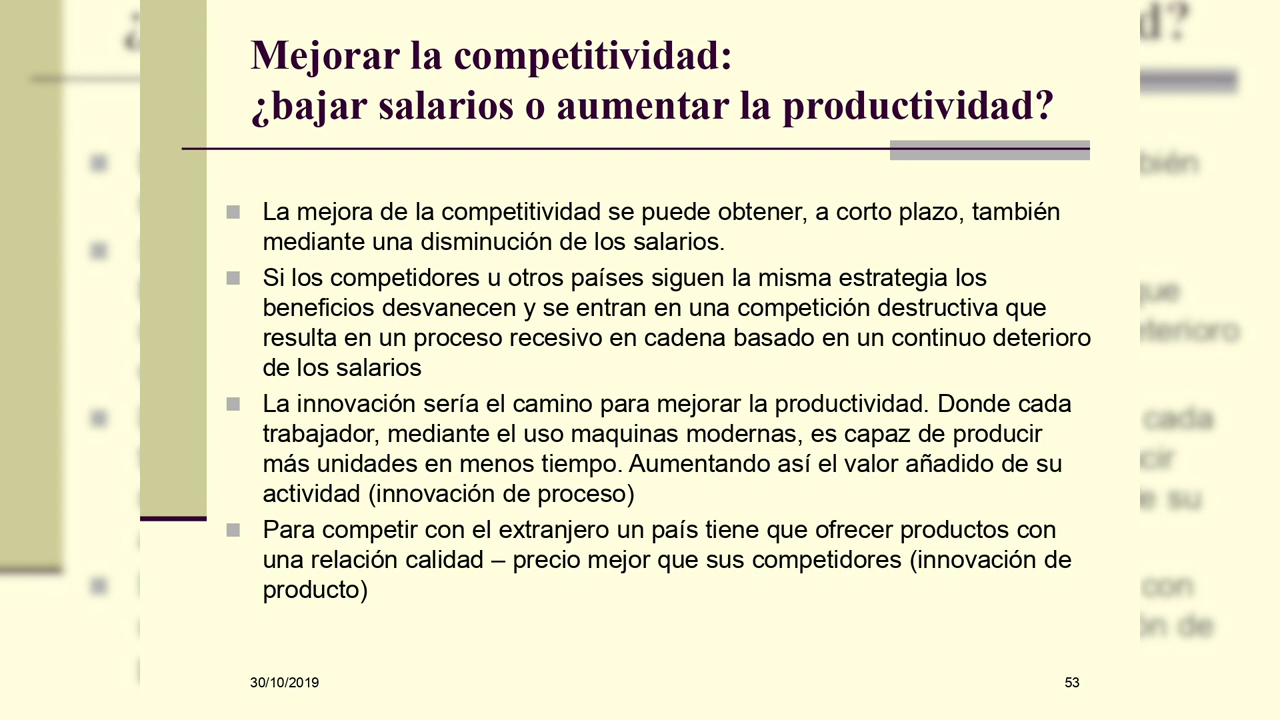 Mejorar la competitividad:
¿bajar salarios o aumentar la productividad?
La mejora de la competitividad se puede obtener, a corto plazo, también
mediante una disminución de los salarios.
Si los competidores u otros países siguen la misma estrategia los
beneficios desvanecen y se entran en una competición destructiva que
resulta en un proceso recesivo en cadena basado en un continuo deterioro
de los salarios
La innovación sería el camino para mejorar la productividad. Donde cada
trabajador, mediante el uso maquinas modernas, es capaz de producir
más unidades en menos tiempo. Aumentando así el valor añadido de su
actividad (innovación de proceso)
Para competir con el extranjero un país tiene que ofrecer productos con
una relación calidad – precio mejor que sus competidores (innovación de
producto)
30/10/2019
53